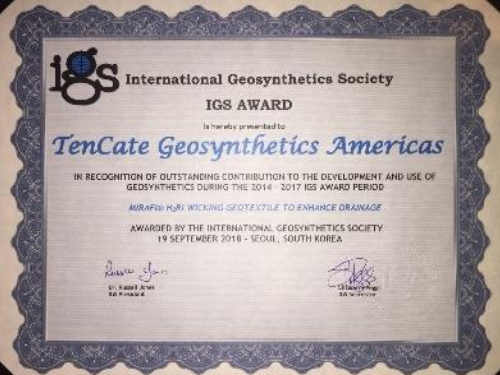 igs
International Geosynthetics Society
IGS AWARD
is hereby presented to
TenCate Geosynthetics Americas
IN RECOGNITION OF OUTSTANDING CONTRIBUTION TO THE DEVELOPMENT AND USE OF
GEOSYNTHETICS DURING THE 2014 - 2017 IGS AWARD PERIOD
MIRAFI® H₂Ri WICKING GEOTEXTILE TO ENHANCE DRAINAGE
AWARDED BY THE INTERNATIONAL GEOSYNTHETICS SOCIETY
19 SEPTEMBER 2018 - SEOUL, SOUTH KOREA
Dr. Russell Jones
IGS President
IGS Secretary